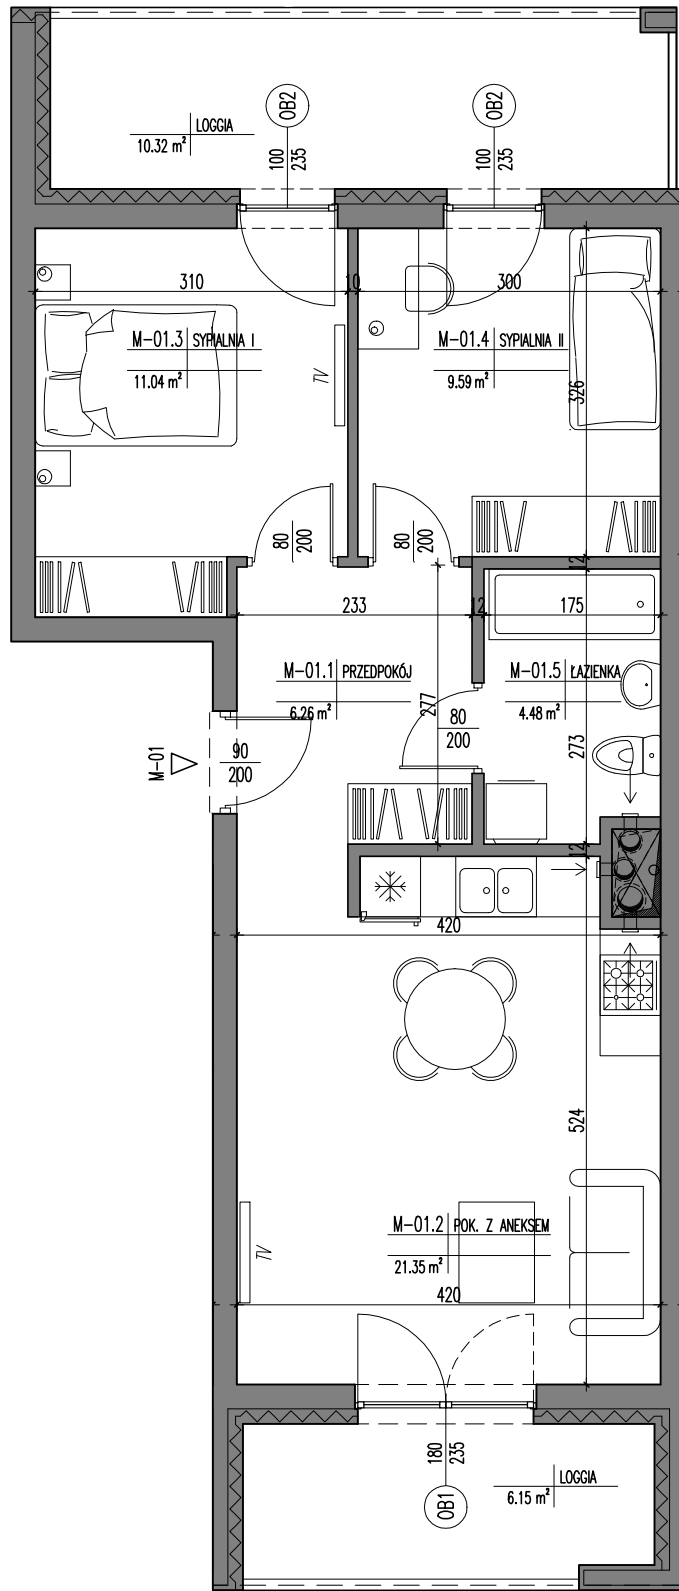 OB2
OB2
LOGGIA
10.32 m²
100
235
100
235
310
10
300
M-01.3 SYPIALNIA I
11.04 m²
TV
M-01.4 SYPIALNIA II
9.59 m²
326
80
200
80
200
12
233
12
175
M-01.1 PRZEDPOKÓJ
6.26 m²
277
M-01.5 ŁAZIENKA
4.48 m²
80
200
273
M-01
90
200
12
420
524
M-01.2 POK. Z ANEKSEM
21.35 m²
TV
420
180
235
LOGGIA
6.15 m²
OB1